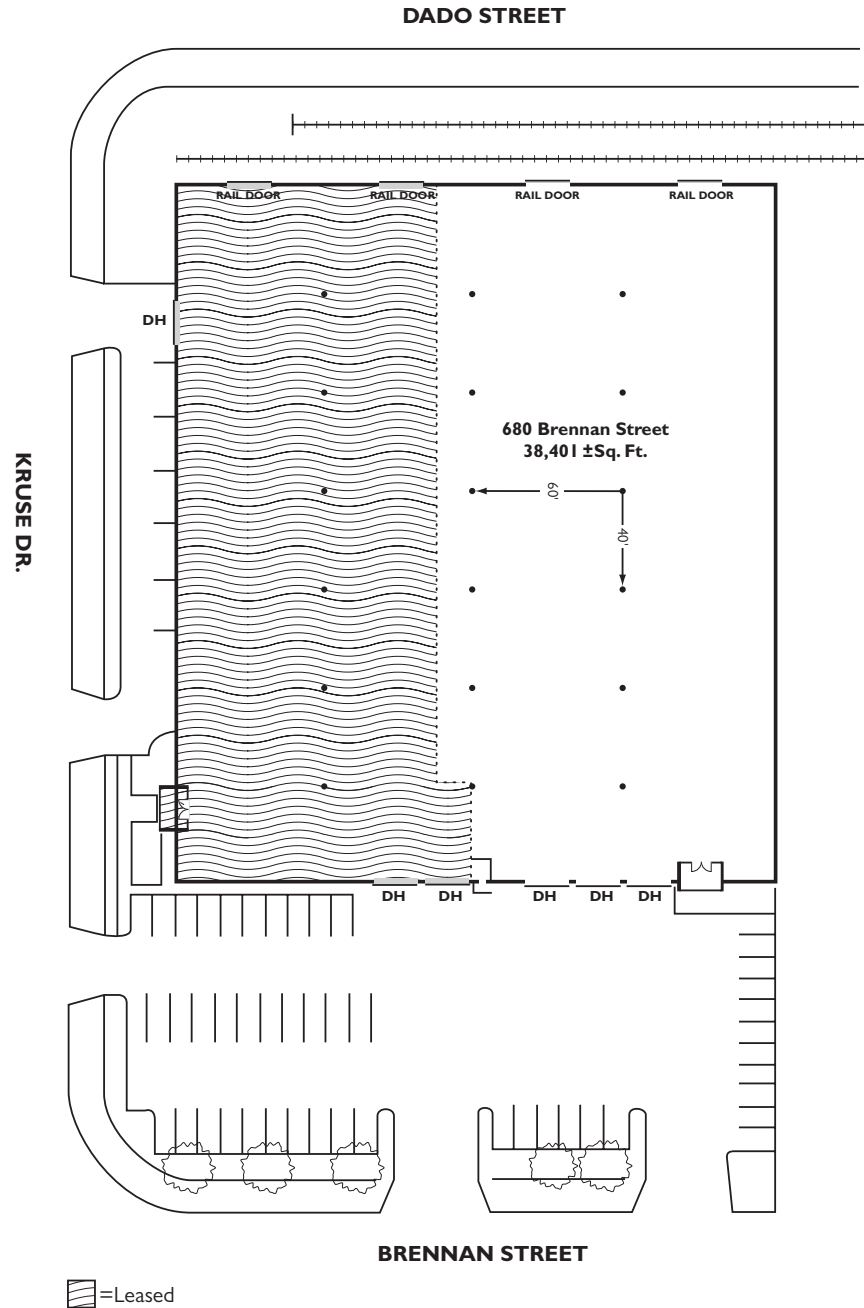 DADO STREET
RAIL DOOR
RAIL DOOR
RAIL DOOR
RAIL DOOR
DH
680 Brennan Street
38,401 ±Sq. Ft.
KRUSE DR.
60'
40'
DH
DH
DH
DH
DH
BRENNAN STREET
=Leased